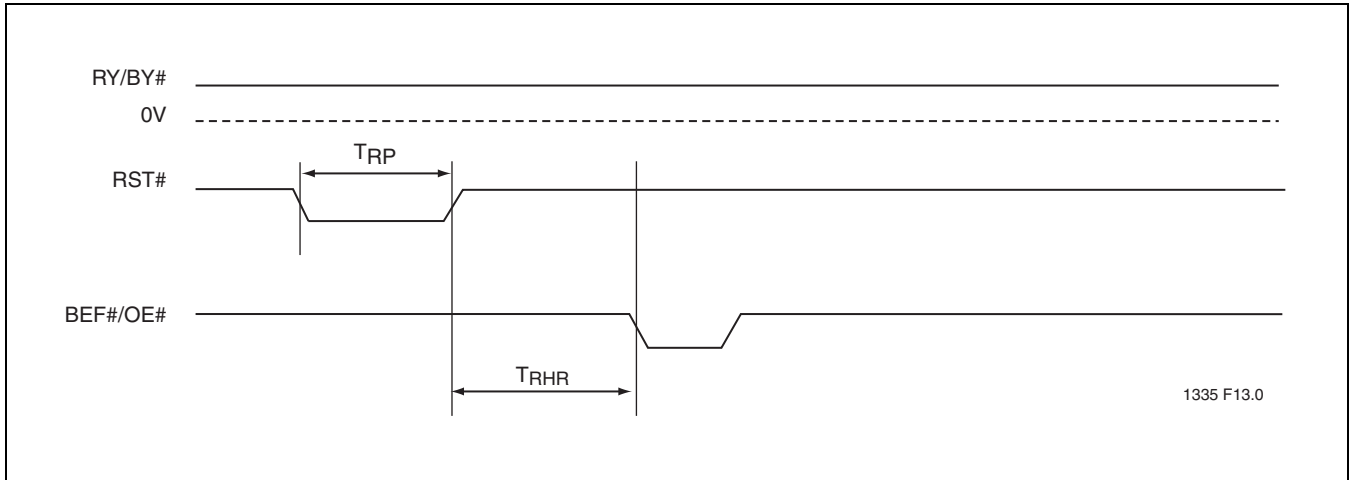 RY/BY#
0V
TRP
RST#
BEF#/OE#
TRHR
1335 F13.0